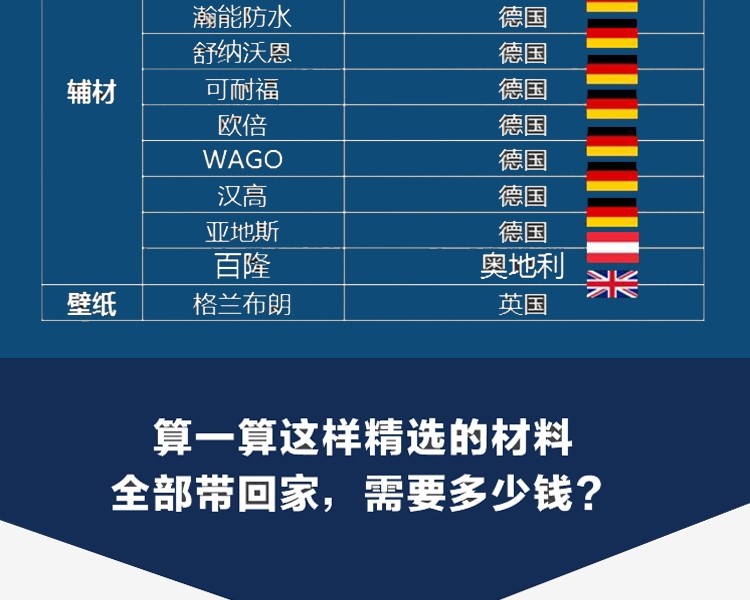 瀚能防水 德国
舒纳沃恩 德国
辅材 可耐福 德国
欧倍 德国
WAGO 德国
汉高 德国
亚地斯 德国
百隆 奥地利
壁纸 格兰布朗 英国
算一算这样精选的材料
全部带回家，需要多少钱？